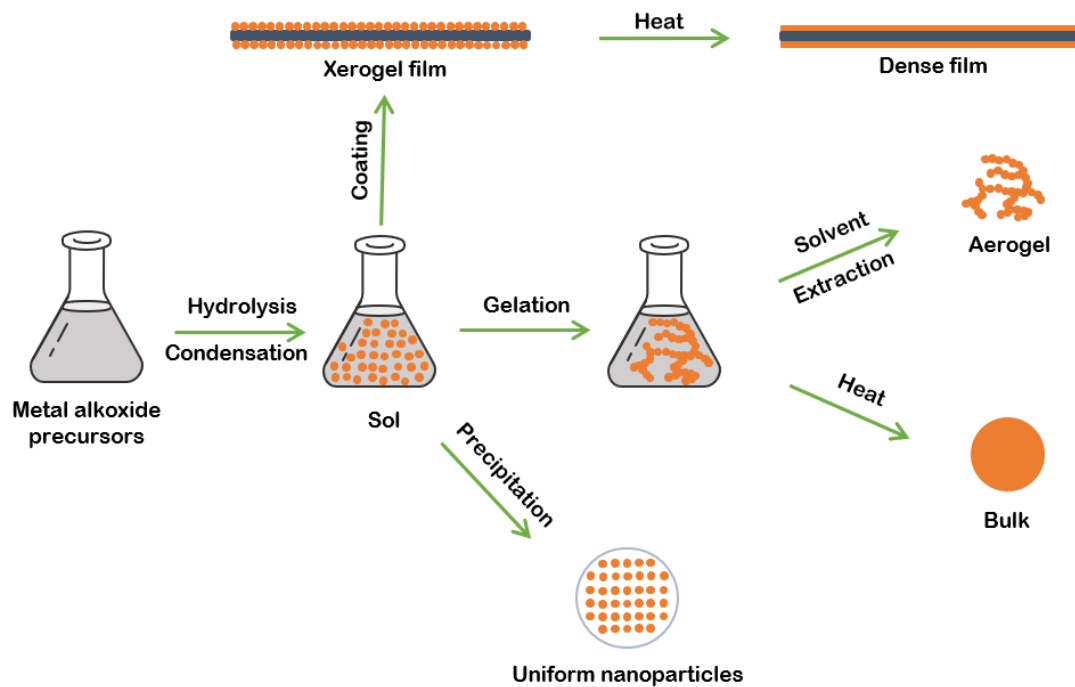 Heat
Xerogel film
Dense film
Coating
Solvent
Extraction
Aerogel
Hydrolysis
Condensation
Gelation
Metal alkoxide
precursors
Sol
Heat
Precipitation
Bulk
Uniform nanoparticles